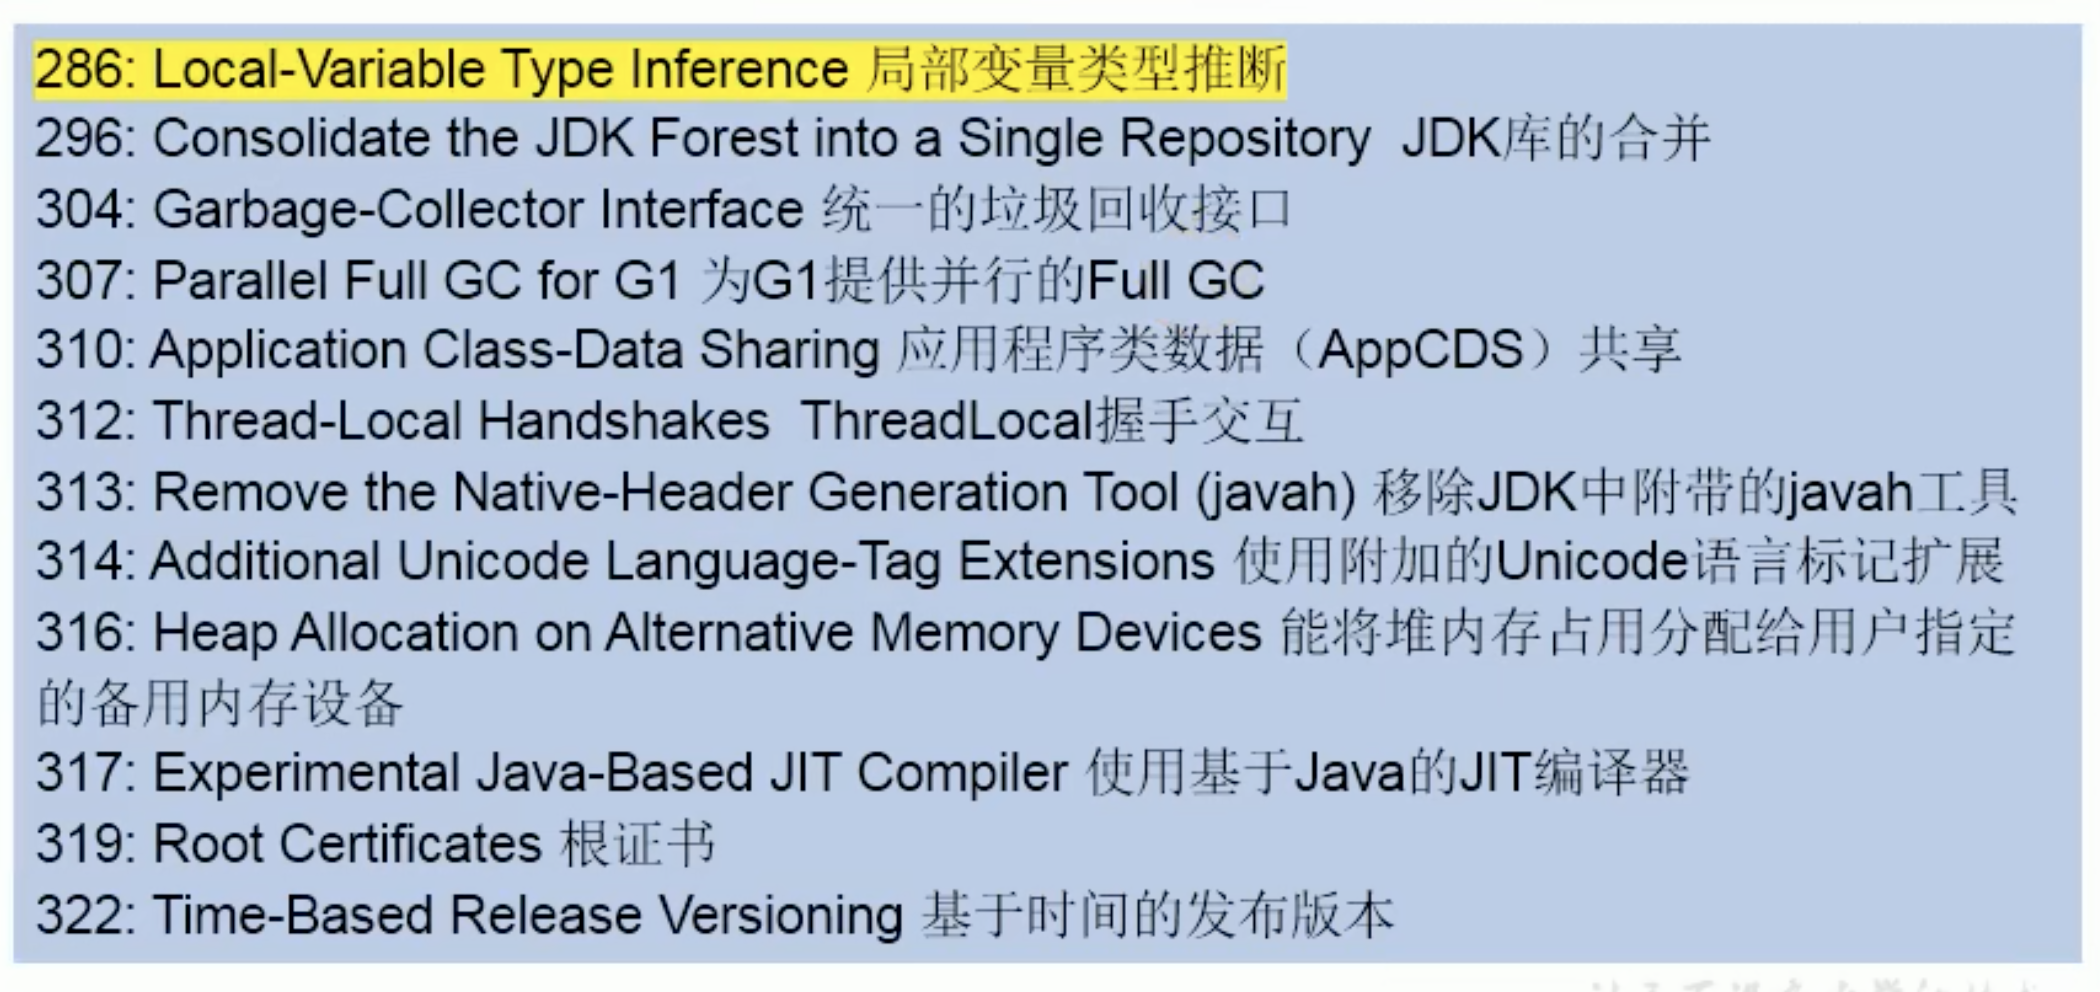 286: Local-Variable Type Inference 局部变量类型推断
296: Consolidate the JDK Forest into a Single Repository  JDK库的合并
304: Garbage-Collector Interface 统一的垃圾回收接口
307: Parallel Full GC for G1 为G1提供并行的Full GC
310: Application Class-Data Sharing 应用程序类数据（AppCDS）共享
312: Thread-Local Handshakes  ThreadLocal握手交互
313: Remove the Native-Header Generation Tool (javah) 移除JDK中附带的javah工具
314: Additional Unicode Language-Tag Extensions 使用附加的Unicode语言标记扩展
316: Heap Allocation on Alternative Memory Devices 能将堆内存占用分配给用户指定
的备用内存设备
317: Experimental Java-Based JIT Compiler 使用基于Java的JIT编译器
319: Root Certificates 根证书
322: Time-Based Release Versioning 基于时间的发布版本